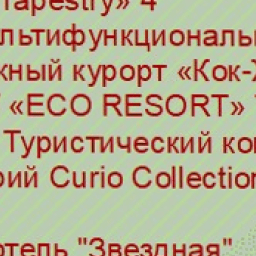 Tapestry» 4
льтифункциональ
жный курорт «Кок-
«ECO RESORT»
Туристический ко
рий Curio Collection
отель "Звездная"